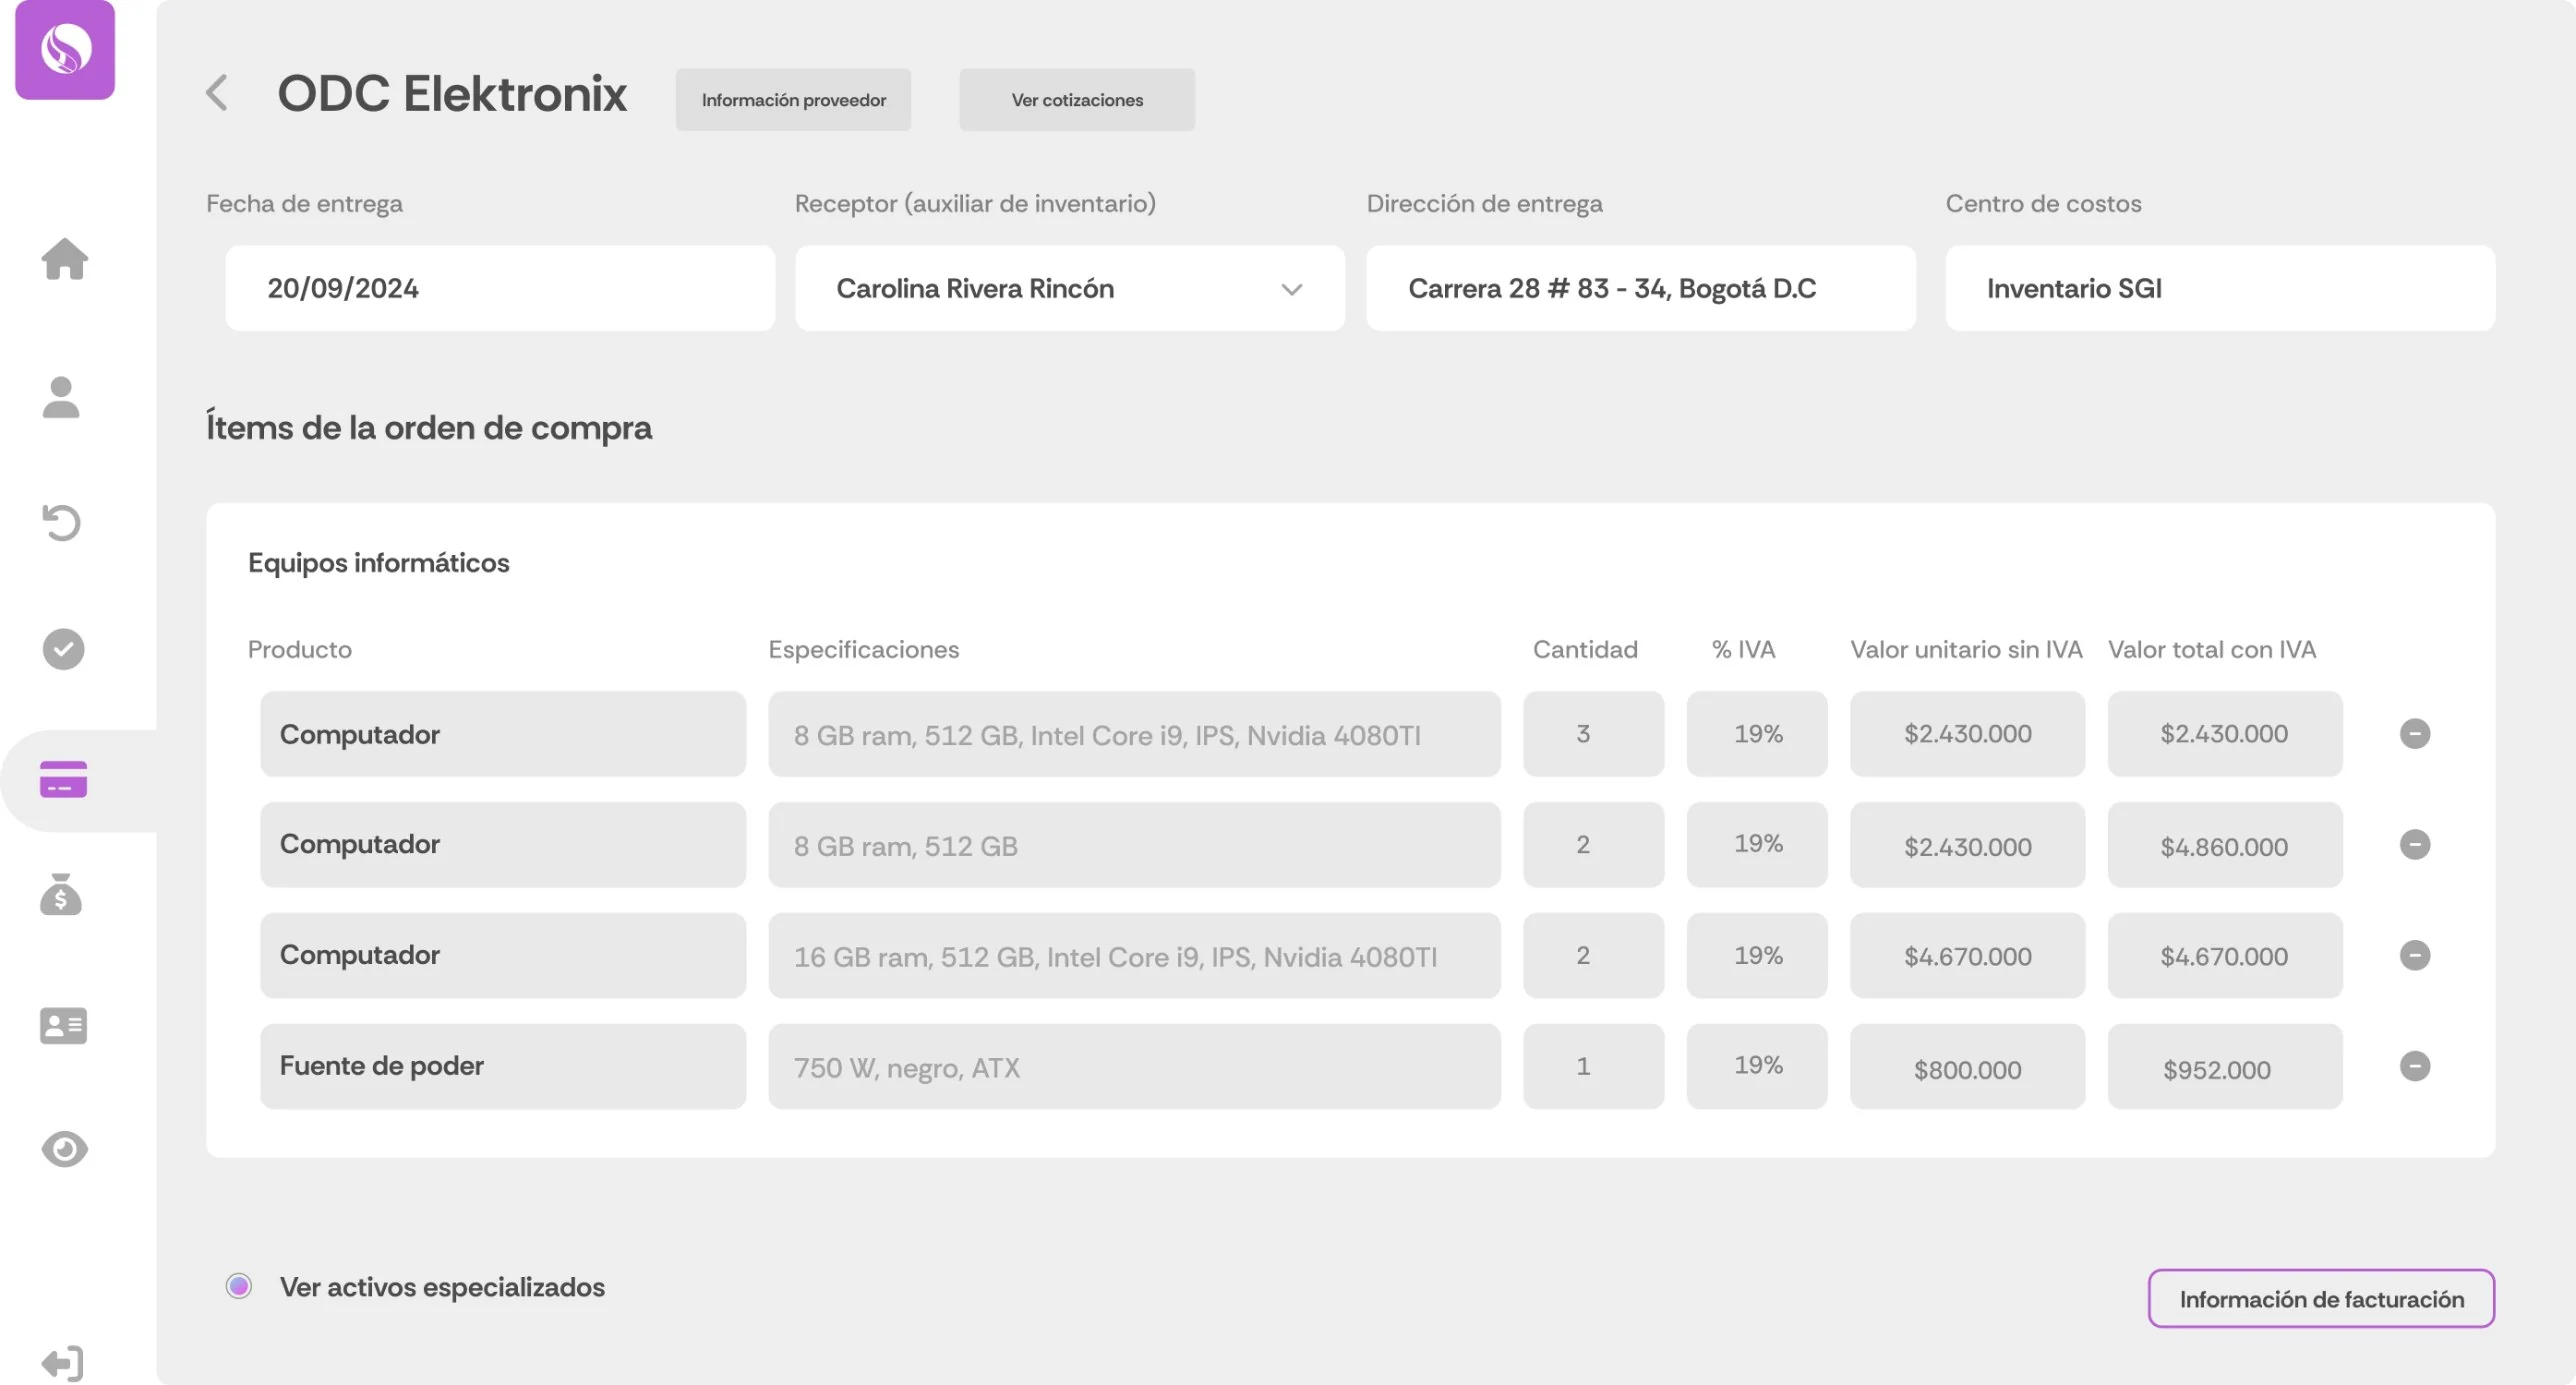 ODC Elektronix
Información proveedor
Ver cotizaciones
Fecha de entrega
Receptor (auxiliar de inventario)
Dirección de entrega
Centro de costos
20/09/2024
Carolina Rivera Rincón
Carrera 28 # 83 - 34, Bogotá D.C
Inventario SGI
Ítems de la orden de compra
Equipos informáticos
Producto Especificaciones Cantidad % IVA Valor unitario sin IVA Valor total con IVA
Computador 8 GB ram, 512 GB, Intel Core i9, IPS, Nvidia 4080TI 3 19% $2.430.000 $2.430.000
Computador 8 GB ram, 512 GB 2 19% $2.430.000 $4.860.000
Computador 16 GB ram, 512 GB, Intel Core i9, IPS, Nvidia 4080TI 2 19% $4.670.000 $4.670.000
Fuente de poder 750 W, negro, ATX 1 19% $800.000 $952.000
Ver activos especializados
Información de facturación